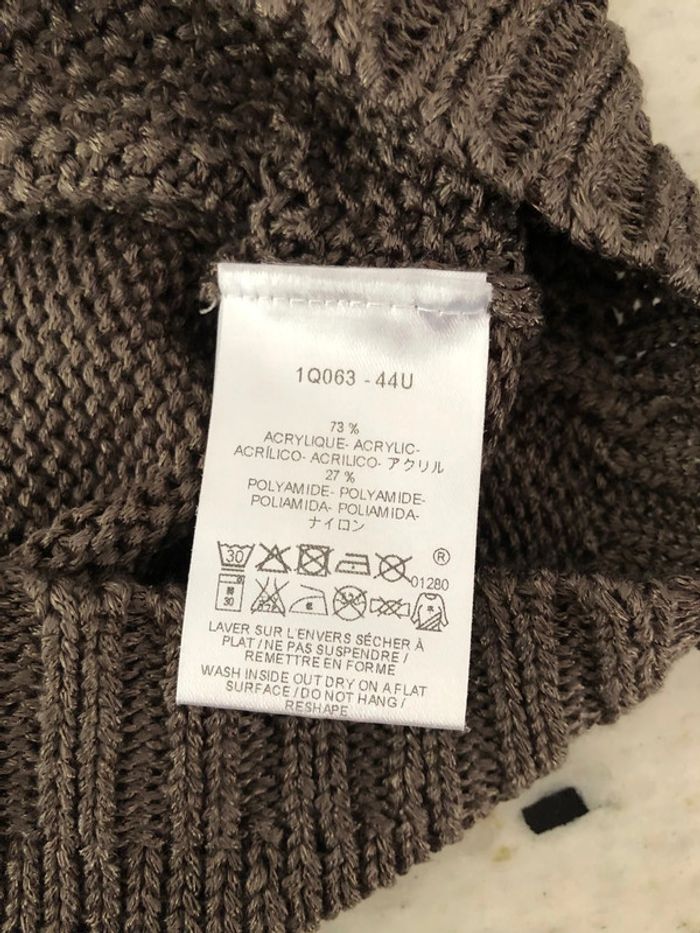 1Q063 - 44U
73 %
ACRYLIQUE- ACRYLIC-
ACRÍLICO- ACRILICO- アクリル
27 %
POLYAMIDE- POLYAMIDE-
POLIAMIDA- POLIAMIDA-
ナイロン
30
®
01280
30
LAVER SUR L'ENVERS SÉCHER À
PLAT / NE PAS SUSPENDRE /
REMETTRE EN FORME
WASH INSIDE OUT DRY ON A FLAT
SURFACE / DO NOT HANG /
RESHAPE